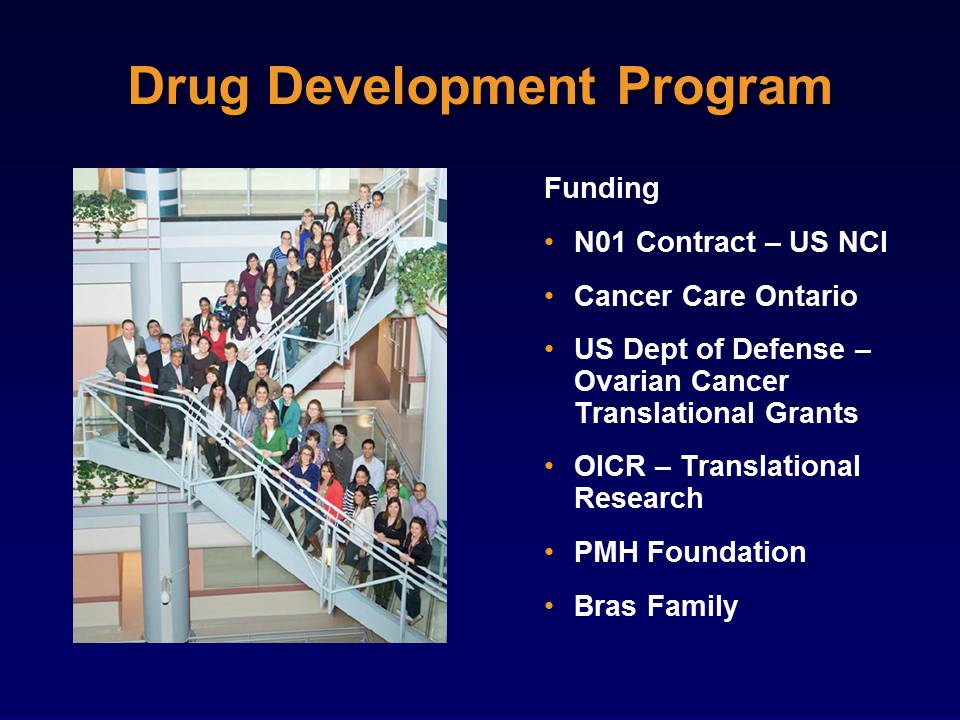 Drug Development Program
Funding
• N01 Contract – US NCI
• Cancer Care Ontario
• US Dept of Defense –
Ovarian Cancer
Translational Grants
• OICR – Translational
Research
• PMH Foundation
• Bras Family